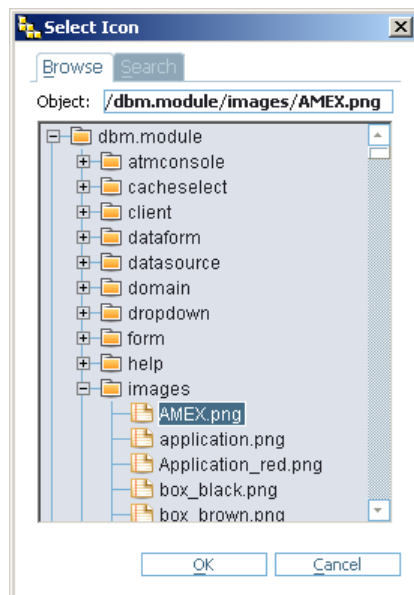 Select Icon
Browse Search
Object: /dbm.module/images/AMEX.png
dbm.module
atmconsole
cacheselect
client
dataform
datasource
domain
dropdown
form
help
images
AMEX.png
application.png
Application_red.png
box_black.png
box_brown.png
OK Cancel